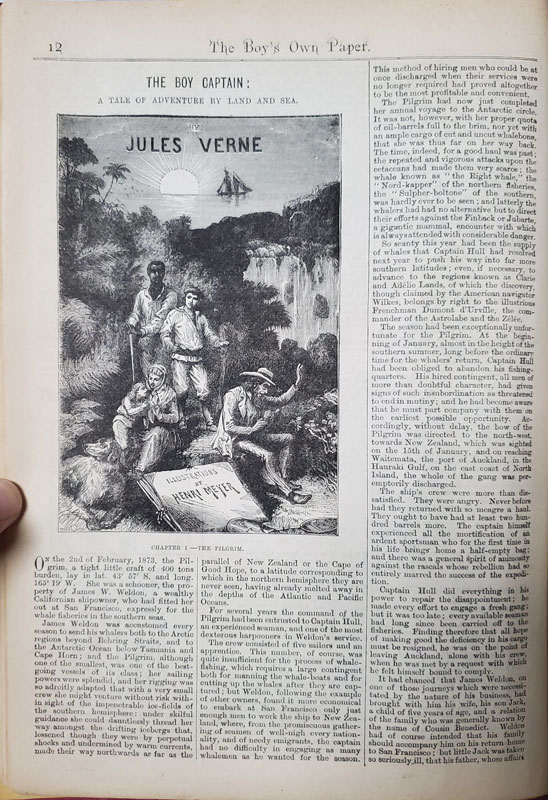 12
The Boy's Own Paper.
THE BOY CAPTAIN:
A TALE OF ADVENTURE BY LAND AND SEA.
BY
JULES VERNE
ILLUSTRATIONS
BY
HENRI MEYER
CHAPTER I.—THE PILGRIM.
ON the 2nd of February, 1873, the Pil-
grim, a tight little craft of 400 tons
burden, lay in lat. 43° 57' S, and long.
165° 19' W. She was a schooner, the pro-
perty of James W. Weldon, a wealthy
Californian shipowner, who had fitted her
out at San Francisco, expressly for the
whale fisheries in the southern seas.
James Weldon was accustomed every
season to send his whalers both to the Arctic
regions beyond Behring Straits, and to
the Antarctic Ocean below Tasmania and
Cape Horn; and the Pilgrim, although
one of the smallest, was one of the best-
going vessels of its class; her sailing
powers were splendid, and her rigging was
so adroitly adapted that with a very small
crew she might venture without risk with-
in sight of the impenetrable ice-fields of
the southern hemisphere: under skilful
guidance she could dauntlessly thread her
way amongst the drifting icebergs that,
lessened though they were by perpetual
shocks and undermined by warm currents,
made their way northwards as far as the
parallel of New Zealand or the Cape of
Good Hope, to a latitude corresponding to
which in the northern hemisphere they are
never seen, having already melted away in
the depths of the Atlantic and Pacific
Oceans.
For several years the command of the
Pilgrim had been entrusted to Captain Hull,
an experienced seaman, and one of the most
dexterous harpooners in Weldon's service.
The crew consisted of five sailors and an
apprentice. This number, of course, was
quite insufficient for the process of whale-
fishing, which requires a large contingent
both for manning the whale-boats and for
cutting up the whales after they are cap-
tured; but Weldon, following the example
of other owners, found it more economical
to embark at San Francisco only just
enough men to work the ship to New Zea-
land, where, from the promiscuous gather-
ing of seamen of well-nigh every nation-
ality, and of needy emigrants, the captain
had no difficulty in engaging as many
whalemen as he wanted for the season.
This method of hiring men who could be at
once discharged when their services were
no longer required had proved altogether
to be the most profitable and convenient.
The Pilgrim had now just completed
her annual voyage to the Antarctic circle.
It was not, however, with her proper quota
of oil-barrels full to the brim, nor yet with
an ample cargo of cut and uncut whalebone,
that she was thus far on her way back.
The time, indeed, for a good haul was past;
the repeated and vigorous attacks upon the
cetaceans had made them very scarce; the
whale known as "the Right whale," the
"Nord-kapper" of the northern fisheries,
the "Sulpher-boltone" of the southern,
was hardly ever to be seen; and latterly the
whalers had had no alternative but to direct
their efforts against the Finback or Jubarte,
a gigantic mammal, encounter with which
is always attended with considerable danger.
So scanty this year had been the supply
of whales that Captain Hull had resolved
next year to push his way into far more
southern latitudes; even, if necessary, to
advance to the regions known as Clarie
and Adélie Lands, of which the discovery,
though claimed by the American navigator
Wilkes, belongs by right to the illustrious
Frenchman Dumont d'Urville, the com-
mander of the Astrolabe and the Zélée.
The season had been exceptionally unfor-
tunate for the Pilgrim. At the begin-
ning of January, almost in the height of the
southern summer, long before the ordinary
time for the whalers' return, Captain Hull
had been obliged to abandon his fishing-
quarters. His hired contingent, all men of
more than doubtful character, had given
signs of such insubordination as threatened
to end in mutiny; and he had become aware
that he must part company with them on
the earliest possible opportunity. Ac-
cordingly, without delay, the bow of the
Pilgrim was directed to the north-west,
towards New Zealand, which was sighted
on the 15th of January, and on reaching
Waitemata, the port of Auckland, in the
Hauraki Gulf, on the east coast of North
Island, the whole of the gang was per-
emptorily discharged.
The ship's crew were more than dis-
satisfied. They were angry. Never before
had they returned with so meagre a haul.
They ought to have had at least two hun-
dred barrels more. The captain himself
experienced all the mortification of an
ardent sportsman who for the first time in
his life brings home a half-empty bag;
and there was a general spirit of animosity
against the rascals whose rebellion had so
entirely marred the success of the expedi-
tion.
Captain Hull did everything in his
power to repair the disappointment; he
made every effort to engage a fresh gang;
but it was too late; every available seaman
had long since been carried off to the
fisheries. Finding therefore that all hope
of making good the deficiency in his cargo
must be resigned, he was on the point of
leaving Auckland, alone with his crew,
when he was met by a request with which
he felt himself bound to comply.
It had chanced that James Weldon, on
one of those journeys which were necessi-
tated by the nature of his business, had
brought with him his wife, his son Jack,
a child of five years of age, and a relation
of the family who was generally known by
the name of Cousin Benedict. Weldon
had of course intended that his family
should accompany him on his return home
to San Francisco; but little Jack was taken
so seriously ill, that his father, whose affairs